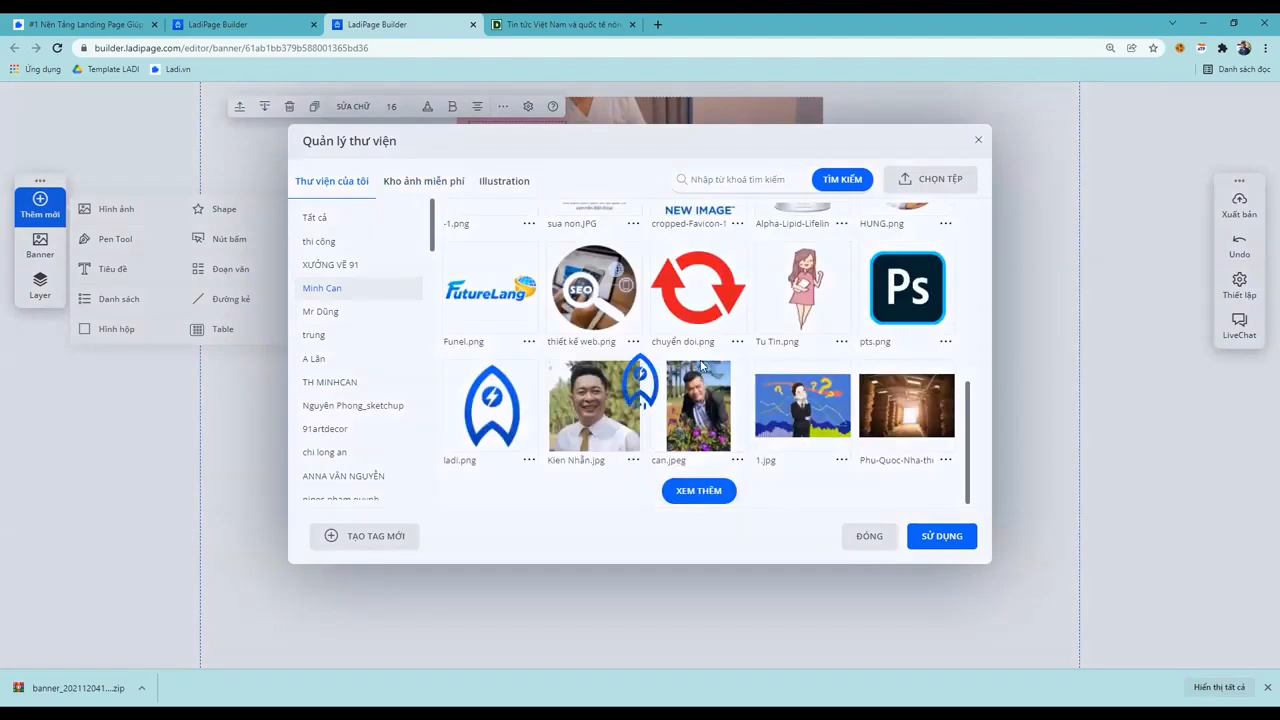 #1 Nền Tảng Landing Page Giúp
LadiPage Builder
LadiPage Builder
Tin tức Việt Nam và quốc tế nón
builder.ladipage.com/editor/banner/61ab1bb379b588001365bd36
Ứng dụng
Template LADI
Ladi.vn
Danh sách đọc
SỬA CHỮ
16
B
Quản lý thư viện
Thư viện của tôi
Kho ảnh miễn phí
Illustration
Nhập từ khoá tìm kiếm
TÌM KIẾM
CHỌN TỆP
Thêm mới
Banner
Layer
Hình ảnh
Shape
Pen Tool
Nút bấm
Tiêu đề
Đoạn văn
Danh sách
Đường kẻ
Hình hộp
Table
Tất cả
thi công
XƯỞNG VẼ 91
Minh Can
Mr Dũng
trung
A Lân
TH MINHCAN
Nguyên Phong_sketchup
91artdecor
chi long an
ANNA VĂN NGUYỄN
NEW IMAGE
-1.png
sua non.JPG
cropped-Favicon-1
Alpha-Lipid-Lifelin
HUNG.png
FutureLang
SEO
Ps
Funel.png
thiết kế web.png
chuyển doi.png
Tu Tin.png
pts.png
ladi.png
Kien Nhẫn.jpg
can.jpeg
1.jpg
Phu-Quoc-Nha-thu
XEM THÊM
TẠO TAG MỚI
ĐÓNG
SỬ DỤNG
Xuất bản
Undo
Thiết lập
LiveChat
banner_202112041....zip
Hiển thị tất cả